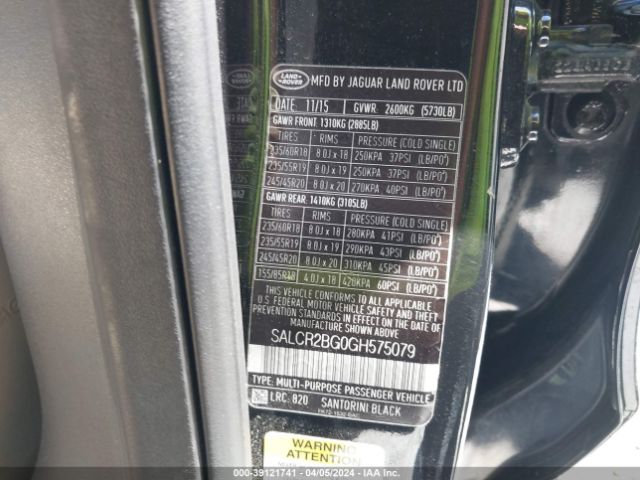 LAND ROVER MFD BY JAGUAR LAND ROVER LTD
DATE: 11/15 GVWR: 2600KG (5730LB)
GAWR FRONT: 1310KG (2885LB)
TIRES RIMS PRESSURE (COLD SINGLE)
235/60R18 8.0J x 18 250KPA 37PSI (LB/PO²)
235/55R19 8.0J x 19 250KPA 37PSI (LB/PO²)
245/45R20 8.0J x 20 270KPA 40PSI (LB/PO²)
GAWR REAR: 1410KG (3105LB)
TIRES RIMS PRESSURE (COLD SINGLE)
235/60R18 8.0J x 18 280KPA 41PSI (LB/PO²)
235/55R19 8.0J x 19 290KPA 43PSI (LB/PO²)
245/45R20 8.0J x 20 310KPA 45PSI (LB/PO²)
155/85R18 4.0J x 18 420KPA 60PSI (LB/PO²)
THIS VEHICLE CONFORMS TO ALL APPLICABLE
U.S. FEDERAL MOTOR VEHICLE SAFETY AND THEFT
PREVENTION STANDARDS IN EFFECT ON THE DATE OF
MANUFACTURE SHOWN ABOVE.
SALCR2BG0GH575079
TYPE: MULTI-PURPOSE PASSENGER VEHICLE
LRC: 820 SANTORINI BLACK
WARNING
ANTI-THEFT
000-39121741 - 04/05/2024 - IAA Inc.